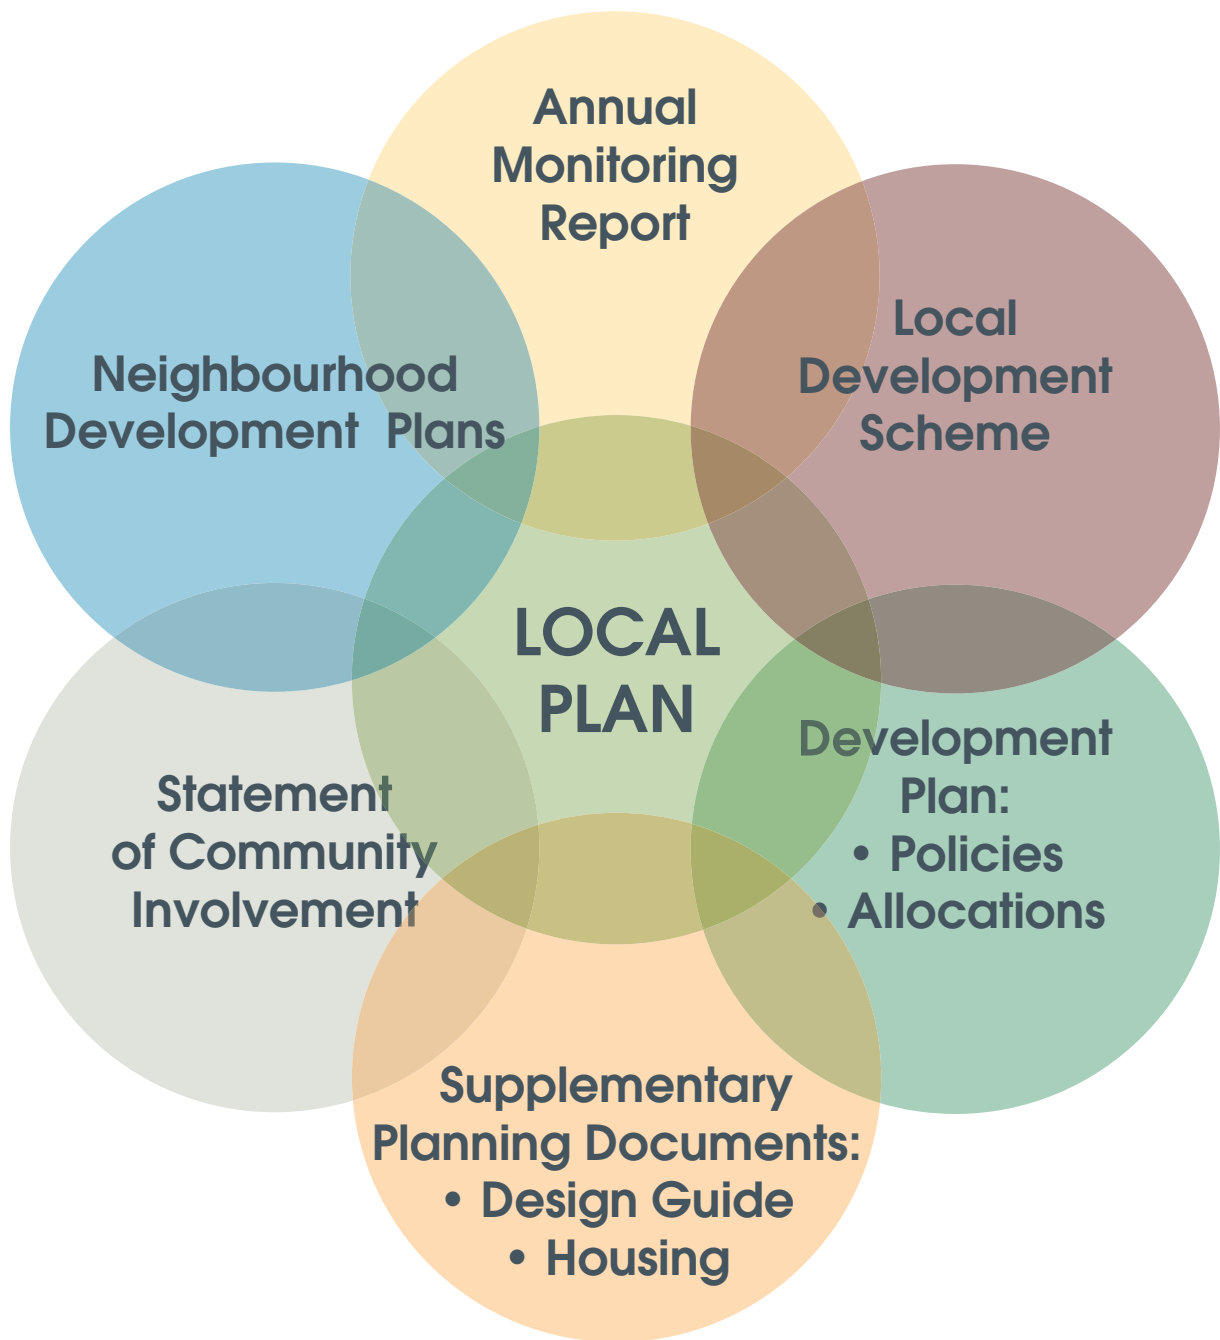 Annual
Monitoring
Report
Local
Development
Scheme
Neighbourhood
Development Plans
LOCAL
PLAN
Development
Plan:
• Policies
• Allocations
Statement
of Community
Involvement
Supplementary
Planning Documents:
• Design Guide
• Housing